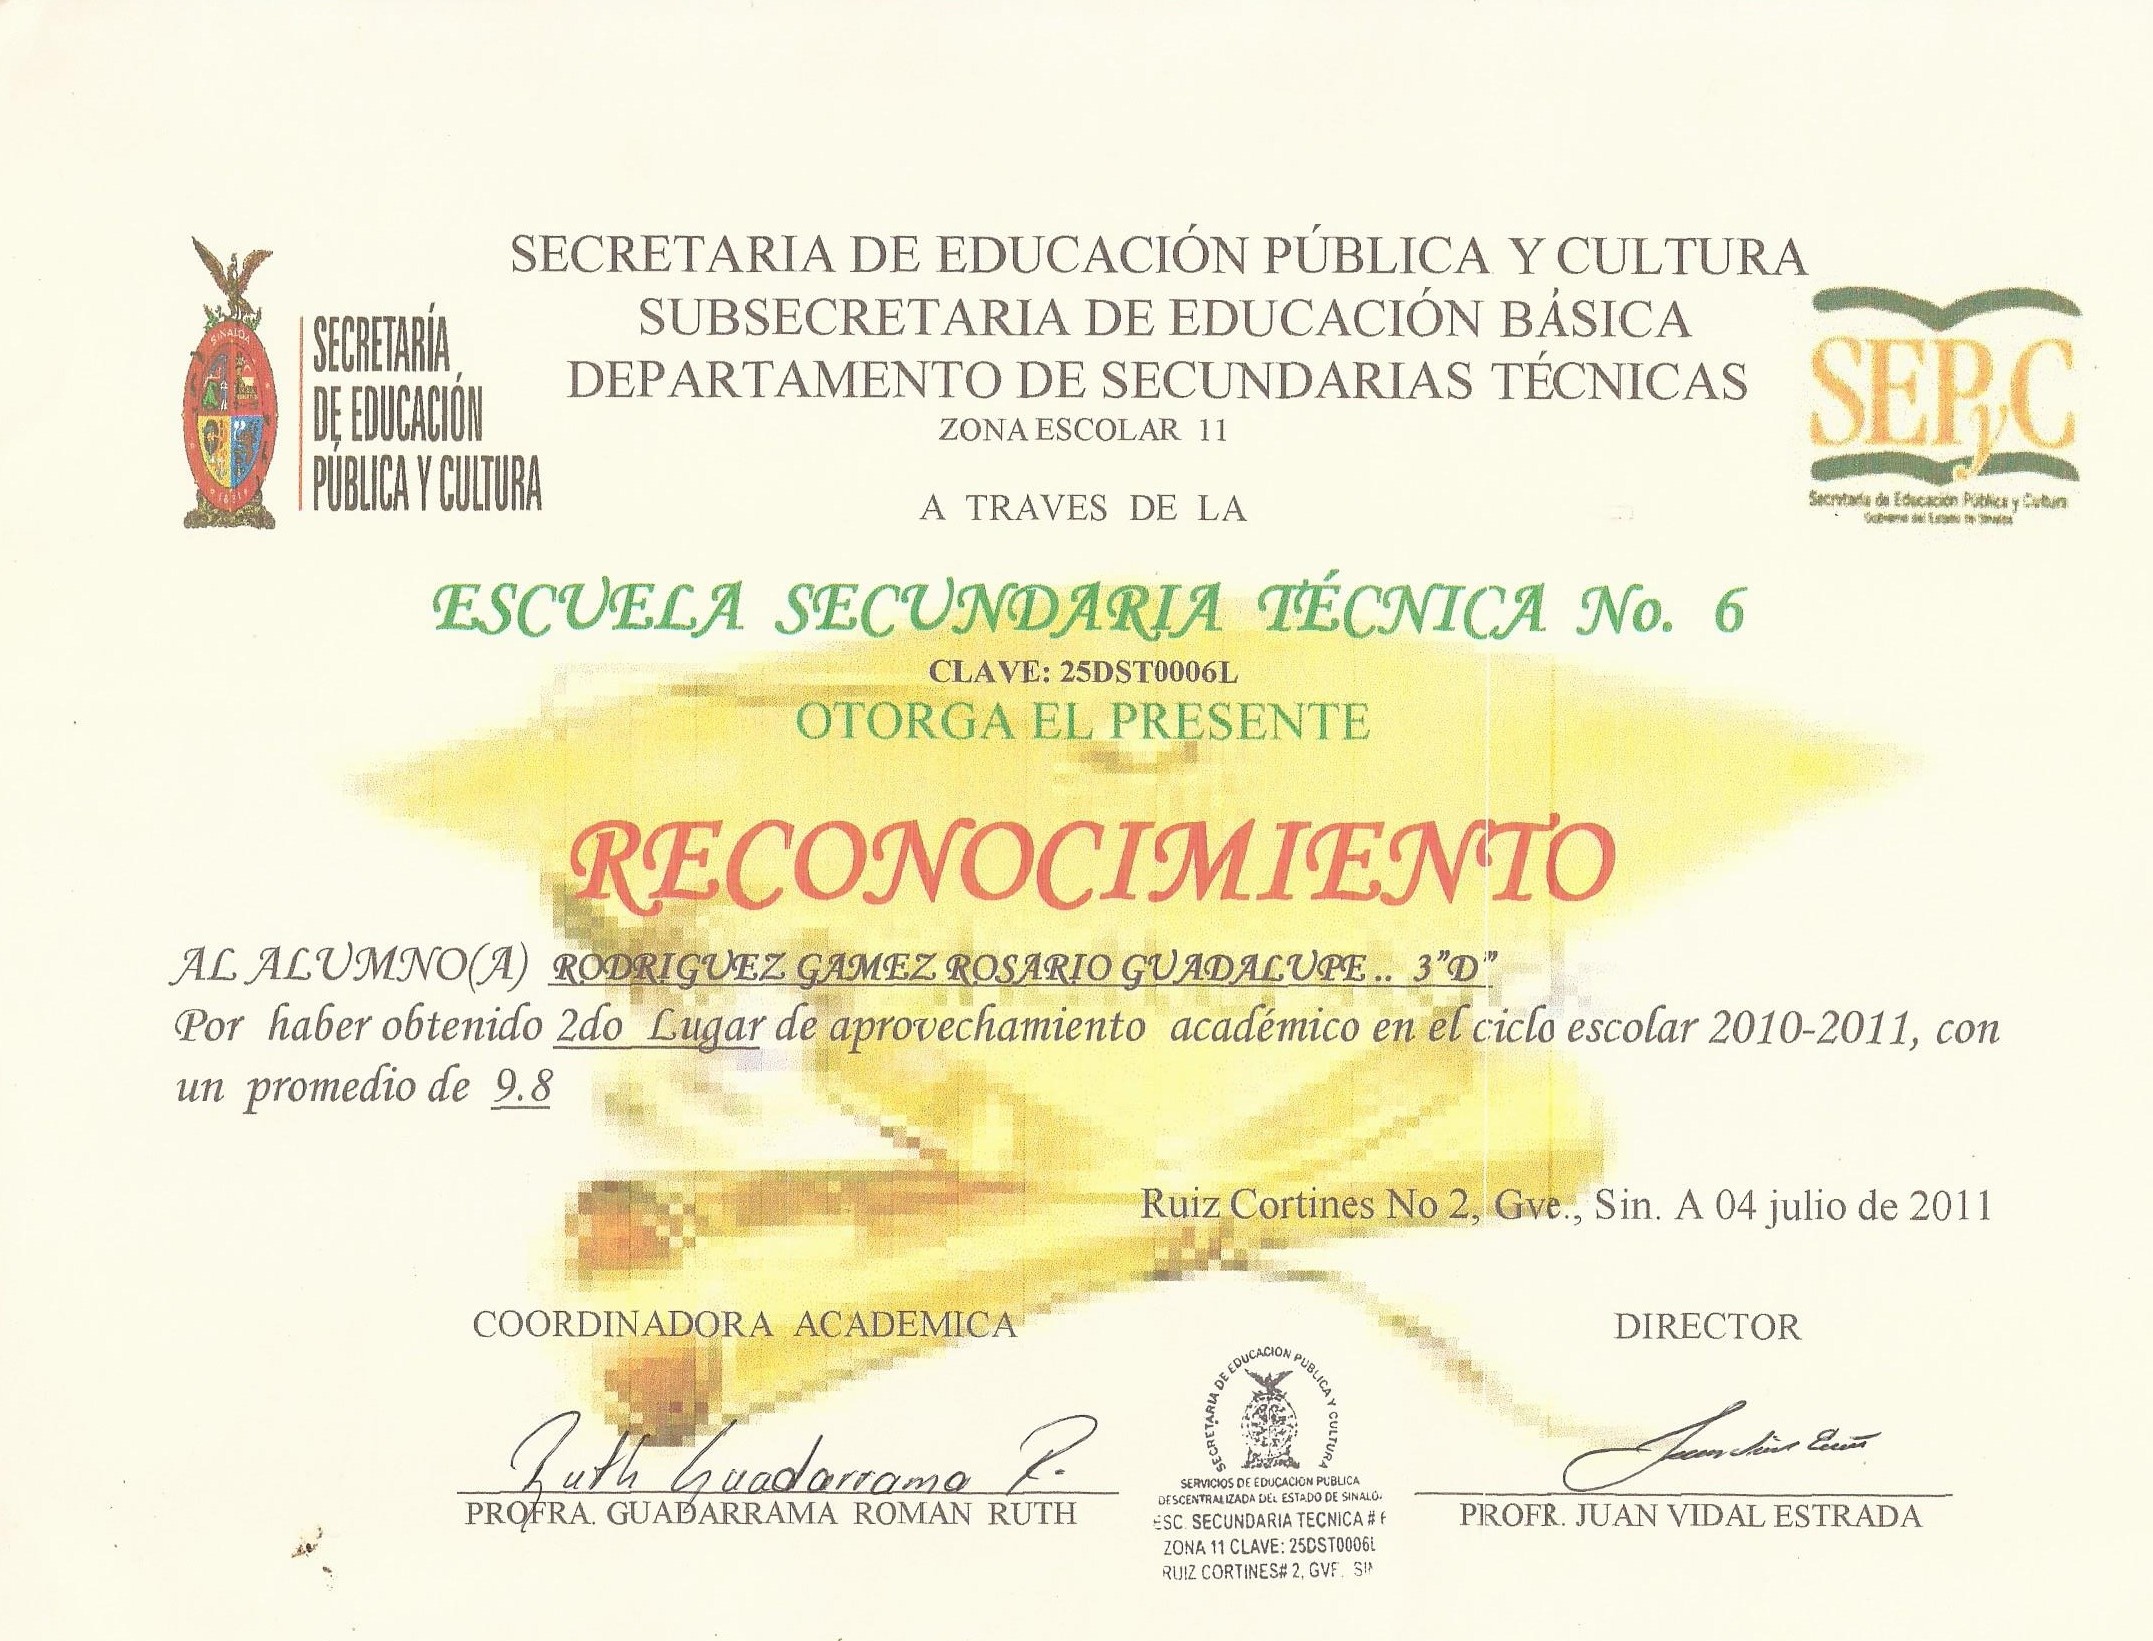 SECRETARIA DE EDUCACIÓN PÚBLICA Y CULTURA
SUBSECRETARIA DE EDUCACIÓN BÁSICA
DEPARTAMENTO DE SECUNDARIAS TÉCNICAS
ZONA ESCOLAR 11
SINALOA
SECRETARÍA
DE EDUCACIÓN
PÚBLICA Y CULTURA
SEPyC
Secretaría de Educación Pública y Cultura
Gobierno del Estado de Sinaloa
A TRAVES DE LA
ESCUELA SECUNDARIA TÉCNICA No. 6
CLAVE: 25DST0006L
OTORGA EL PRESENTE
RECONOCIMIENTO
AL ALUMNO(A) RODRIGUEZ GAMEZ ROSARIO GUADALUPE .. 3"D"
Por haber obtenido 2do Lugar de aprovechamiento académico en el ciclo escolar 2010-2011, con
un promedio de 9.8
Ruiz Cortines No 2, Gve., Sin. A 04 julio de 2011
COORDINADORA ACADEMICA
DIRECTOR
Ruth Guadarrama R.
PROFRA. GUADARRAMA ROMAN RUTH
SECRETARIA DE EDUCACION PUBLICA Y CULTURA
SERVICIOS DE EDUCACION PUBLICA
DESCENTRALIZADA DEL ESTADO DE SINALO
ESC. SECUNDARIA TECNICA # 6
ZONA 11 CLAVE: 25DST0006L
RUIZ CORTINES# 2, GVE. SIN
PROFR. JUAN VIDAL ESTRADA